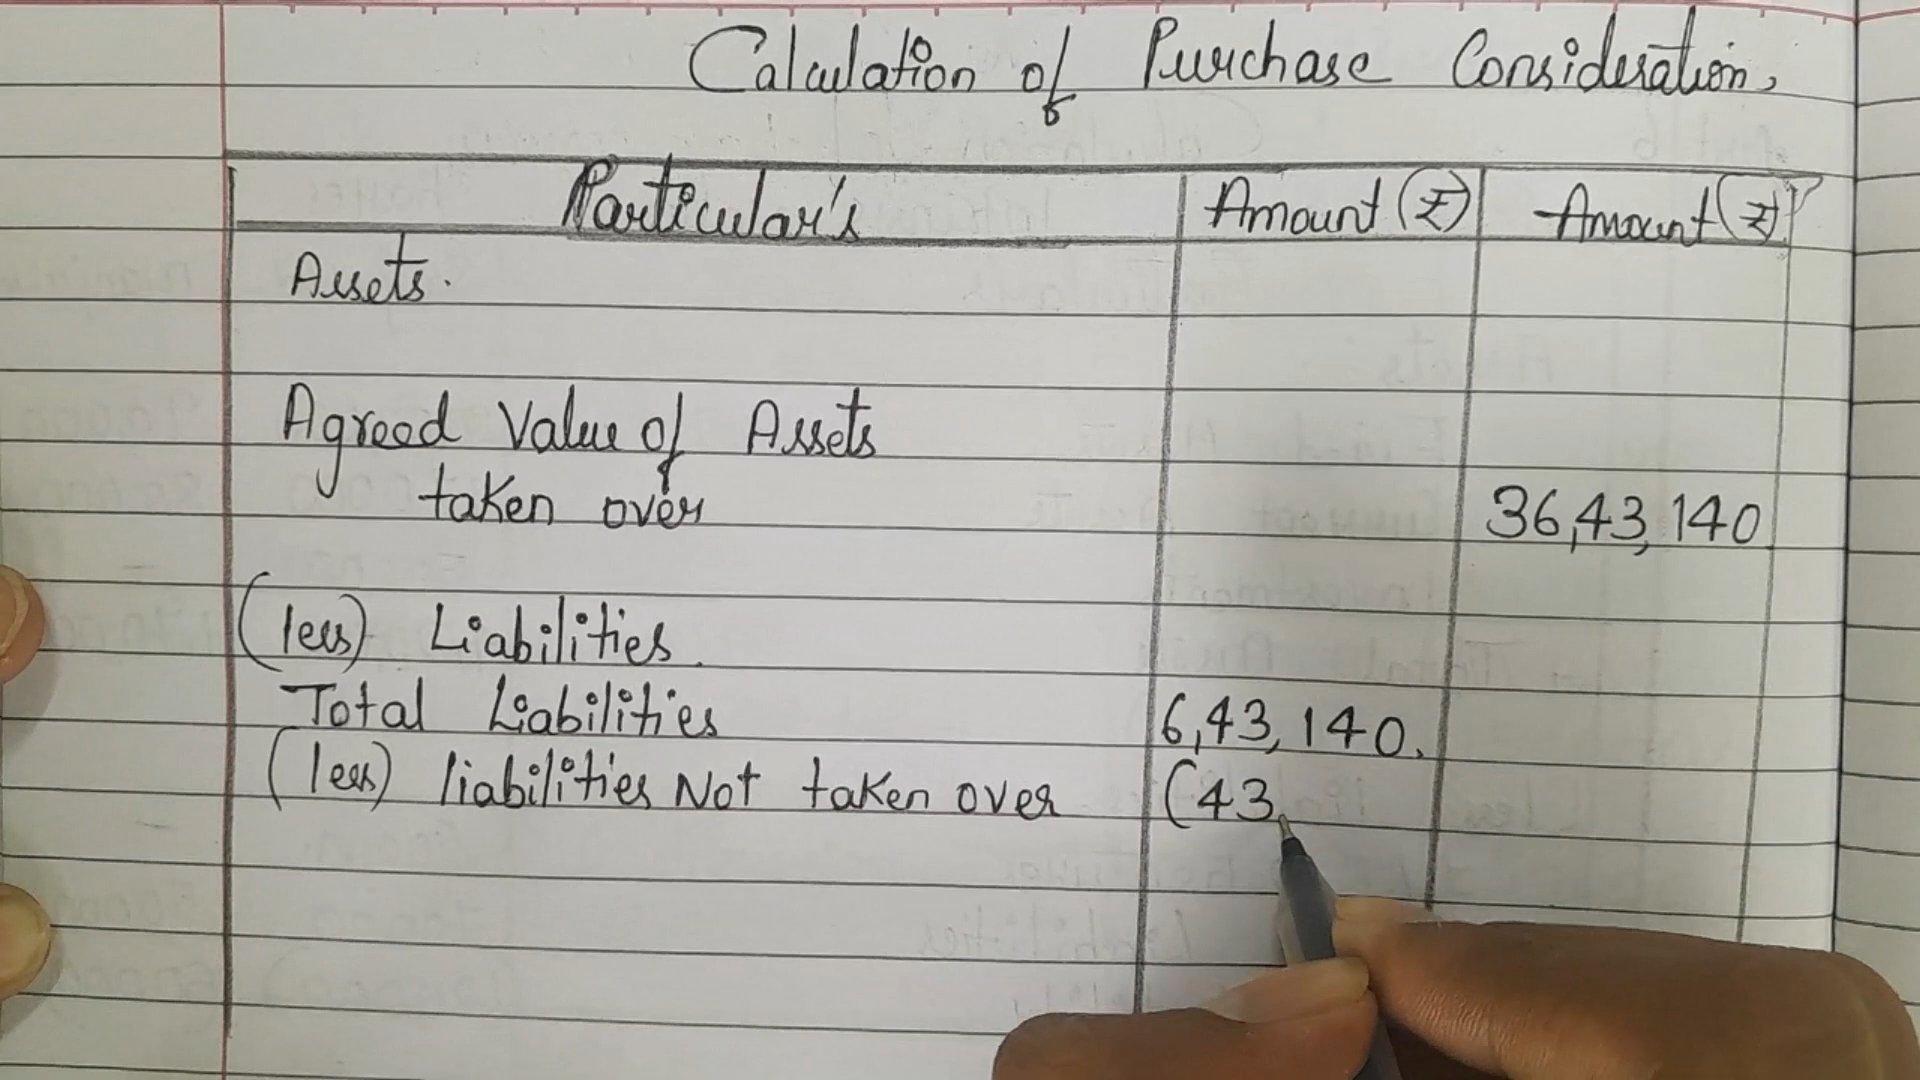 Calculation of Purchase Consideration,
Particular's Amount (₹) Amount (₹)
Assets.
Agreed Value of Assets
taken over 36,43,140
(less) Liabilities.
Total Liabilities 6,43,140.
(less) liabilities Not taken over (43,